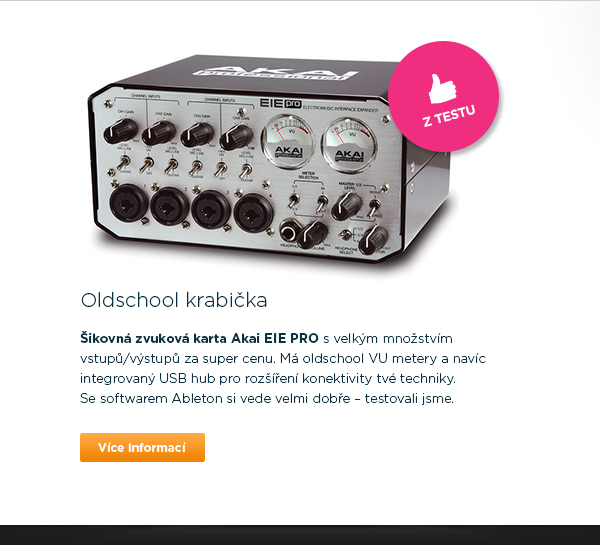 AKAI
professional
CHANNEL INPUTS
CHANNEL INPUTS
EIE pro
ELECTROMUSIC INTERFACE EXPANDER
CH1 GAIN
CH2 GAIN
CH3 GAIN
CH4 GAIN
VU
VU
AKAI
AKAI
METER
SELECTION
MASTER 1/2
LEVEL
HEADPHONE
SELECT
Z TESTU
Oldschool krabička
Šikovná zvuková karta Akai EIE PRO s velkým množstvím
vstupů/výstupů za super cenu. Má oldschool VU metery a navíc
integrovaný USB hub pro rozšíření konektivity tvé techniky.
Se softwarem Ableton si vede velmi dobře – testovali jsme.
Více informací